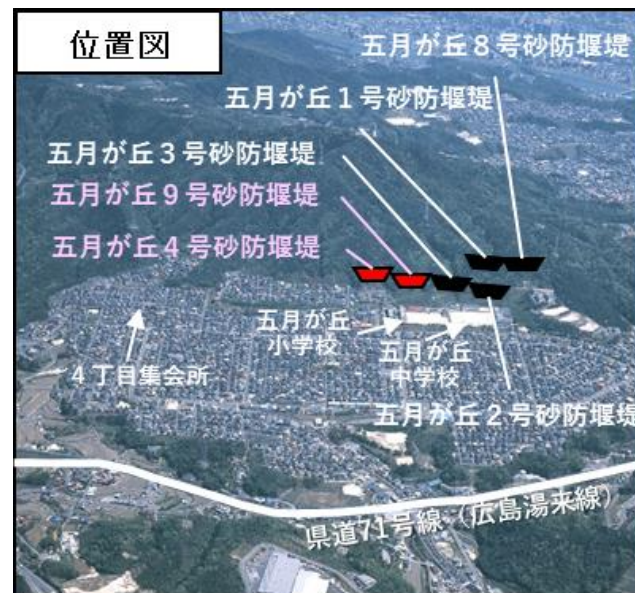 位置図
五月が丘８号砂防堰堤
五月が丘１号砂防堰堤
五月が丘３号砂防堰堤
五月が丘９号砂防堰堤
五月が丘４号砂防堰堤
五月が丘
小学校
五月が丘
中学校
４丁目集会所
五月が丘２号砂防堰堤
県道71号線（広島湯来線）